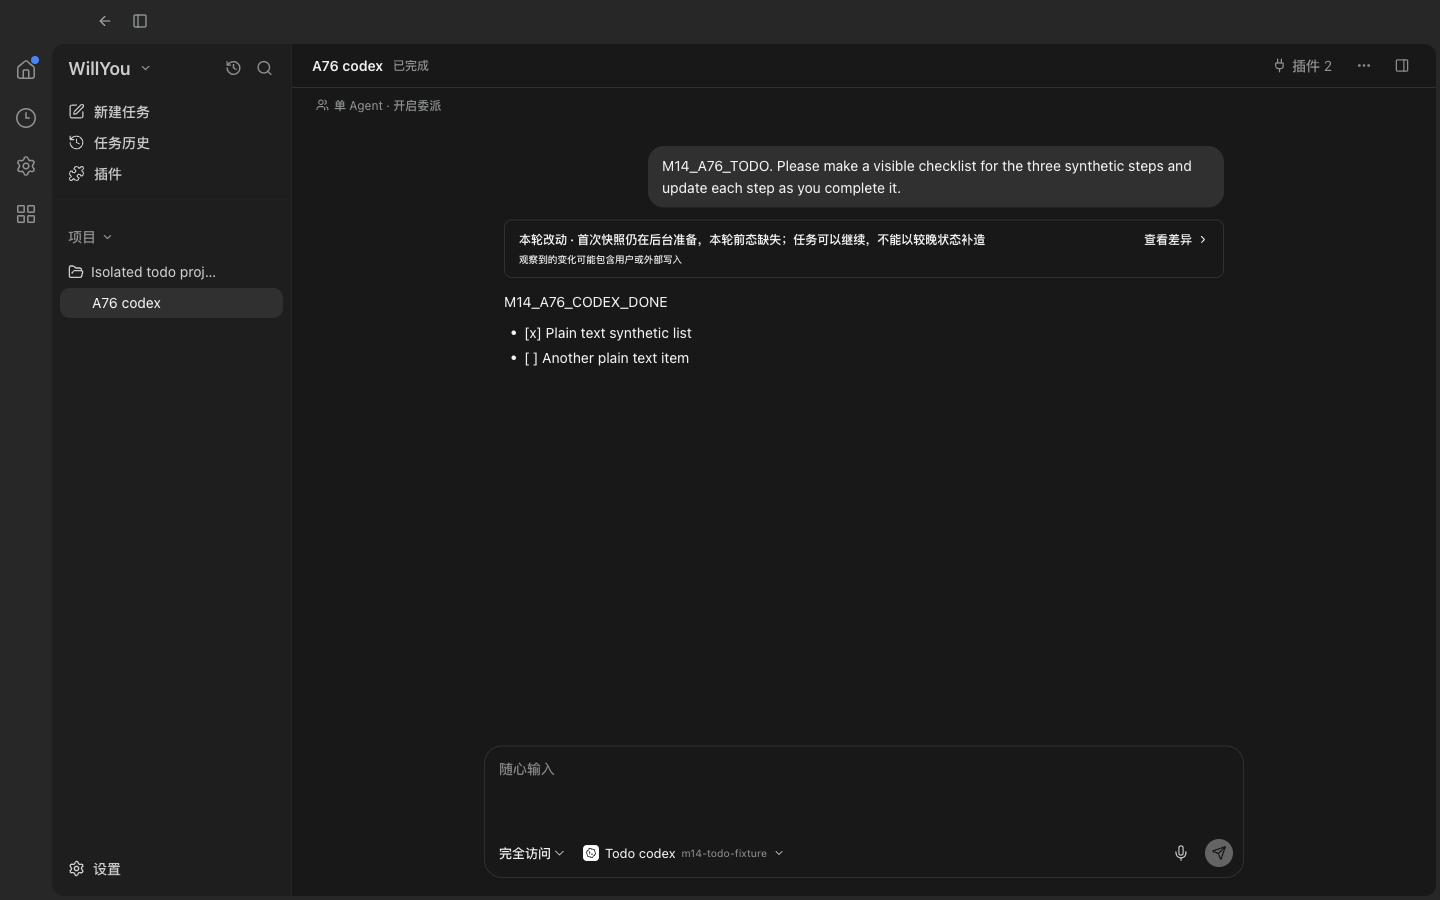 WillYou
新建任务
任务历史
插件
项目
Isolated todo proj...
A76 codex
设置
A76 codex 已完成
插件 2
单 Agent · 开启委派
M14_A76_TODO. Please make a visible checklist for the three synthetic steps and
update each step as you complete it.
本轮改动 · 首次快照仍在后台准备，本轮前态缺失；任务可以继续，不能以较晚状态补造
查看差异
观察到的变化可能包含用户或外部写入
M14_A76_CODEX_DONE
• [x] Plain text synthetic list
• [ ] Another plain text item
随心输入
完全访问 Todo codex m14-todo-fixture